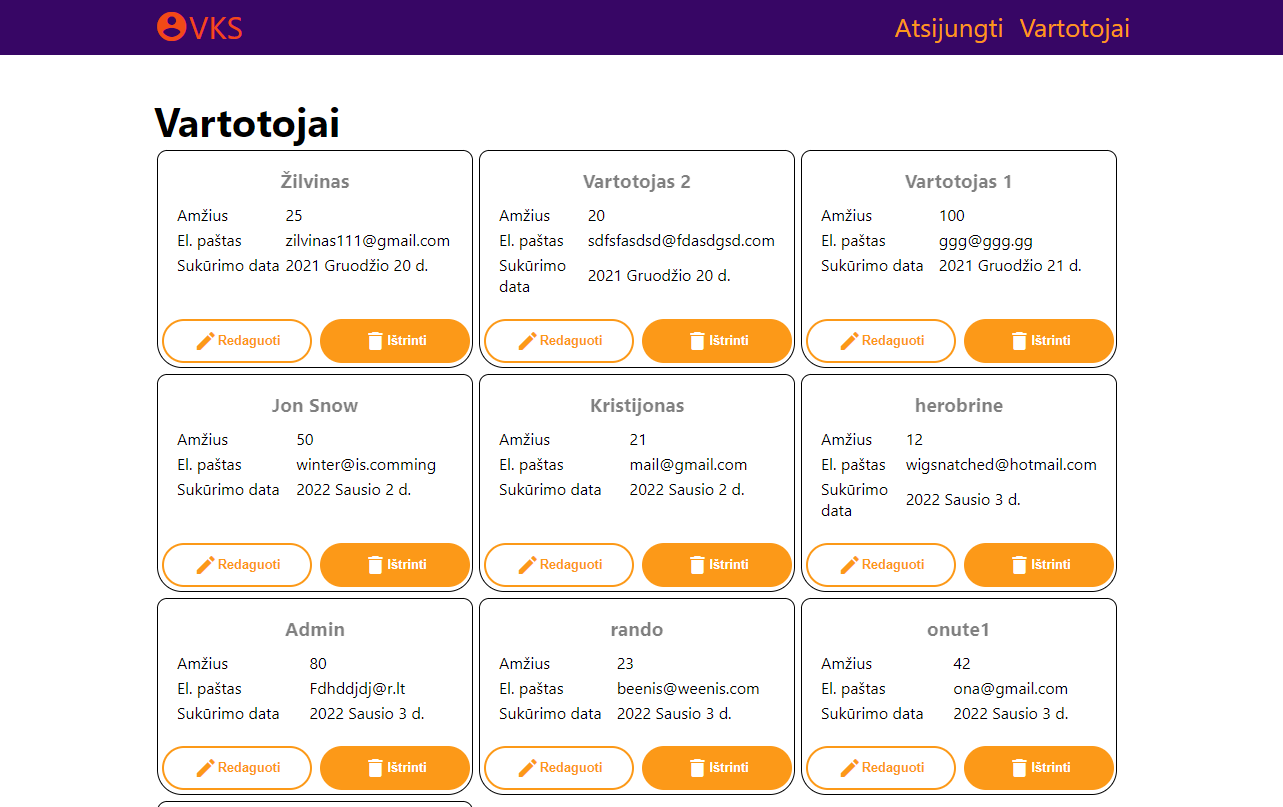 VKS
Atsijungti Vartotojai
Vartotojai
Žilvinas
Amžius 25
El. paštas zilvinas111@gmail.com
Sukūrimo data 2021 Gruodžio 20 d.
Redaguoti Ištrinti
Vartotojas 2
Amžius 20
El. paštas sdfsfasdsd@fdasdgsd.com
Sukūrimo
data
2021 Gruodžio 20 d.
Redaguoti Ištrinti
Vartotojas 1
Amžius 100
El. paštas ggg@ggg.gg
Sukūrimo data 2021 Gruodžio 21 d.
Redaguoti Ištrinti
Jon Snow
Amžius 50
El. paštas winter@is.comming
Sukūrimo data 2022 Sausio 2 d.
Redaguoti Ištrinti
Kristijonas
Amžius 21
El. paštas mail@gmail.com
Sukūrimo data 2022 Sausio 2 d.
Redaguoti Ištrinti
herobrine
Amžius 12
El. paštas wigsnatched@hotmail.com
Sukūrimo
data
2022 Sausio 3 d.
Redaguoti Ištrinti
Admin
Amžius 80
El. paštas Fdhddjdj@r.lt
Sukūrimo data 2022 Sausio 3 d.
Redaguoti Ištrinti
rando
Amžius 23
El. paštas beenis@weenis.com
Sukūrimo data 2022 Sausio 3 d.
Redaguoti Ištrinti
onute1
Amžius 42
El. paštas ona@gmail.com
Sukūrimo data 2022 Sausio 3 d.
Redaguoti Ištrinti